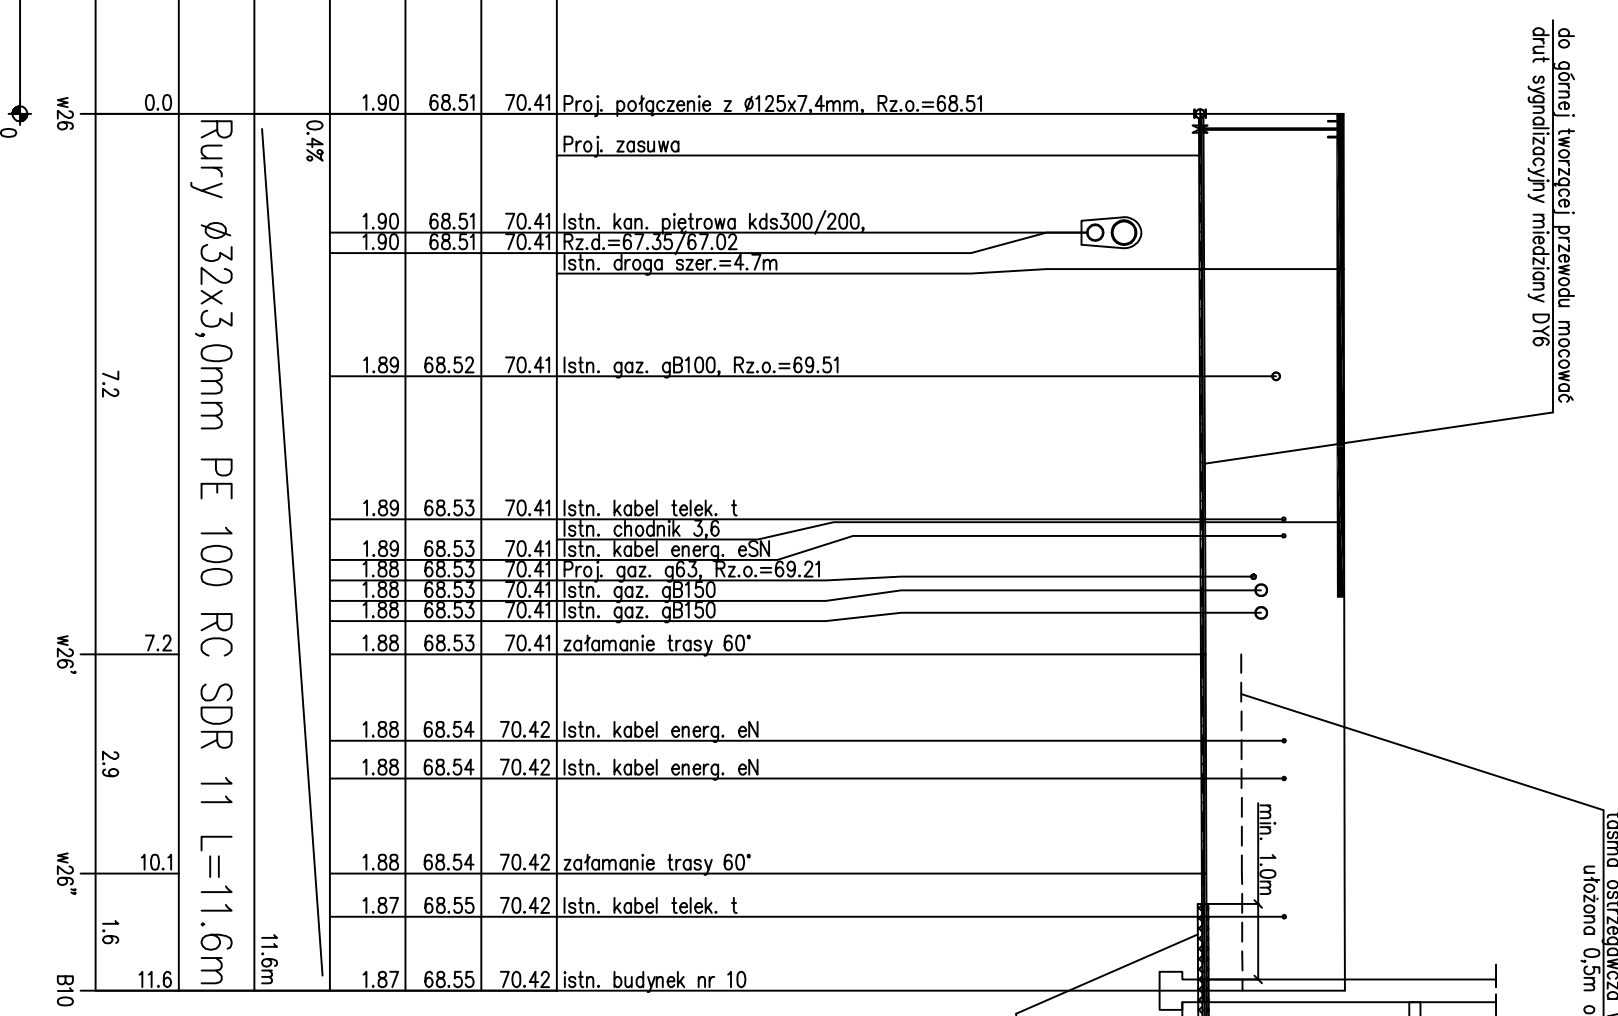 do górnej tworzącej przewodu mocować
drut sygnalizacyjny miedziany DY6
w26
0.0
1.90 68.51 70.41 Proj. połączenie z ø125x7,4mm, Rz.o.=68.51
Proj. zasuwa
0
0.4%
1.90 68.51 70.41 Istn. kan. piętrowa kds300/200,
1.90 68.51 70.41 Rz.d.=67.35/67.02
Istn. droga szer.=4.7m
7.2
1.89 68.52 70.41 Istn. gaz. gB100, Rz.o.=69.51
1.89 68.53 70.41 Istn. kabel telek. t
Istn. chodnik 3,6
1.89 68.53 70.41 Istn. kabel energ. eSN
1.88 68.53 70.41 Proj. gaz. g63, Rz.o.=69.21
1.88 68.53 70.41 Istn. gaz. gB150
1.88 68.53 70.41 Istn. gaz. gB150
w26'
7.2
1.88 68.53 70.41 załamanie trasy 60°
Rury ø32x3,0mm PE 100 RC SDR 11 L=11.6m
1.88 68.54 70.42 Istn. kabel energ. eN
2.9
1.88 68.54 70.42 Istn. kabel energ. eN
min. 1.0m
taśma ostrzegawcza
ułożona 0,5m
w26"
10.1
1.88 68.54 70.42 załamanie trasy 60°
1.87 68.55 70.42 Istn. kabel telek. t
1.6
11.6m
B10
11.6
1.87 68.55 70.42 istn. budynek nr 10